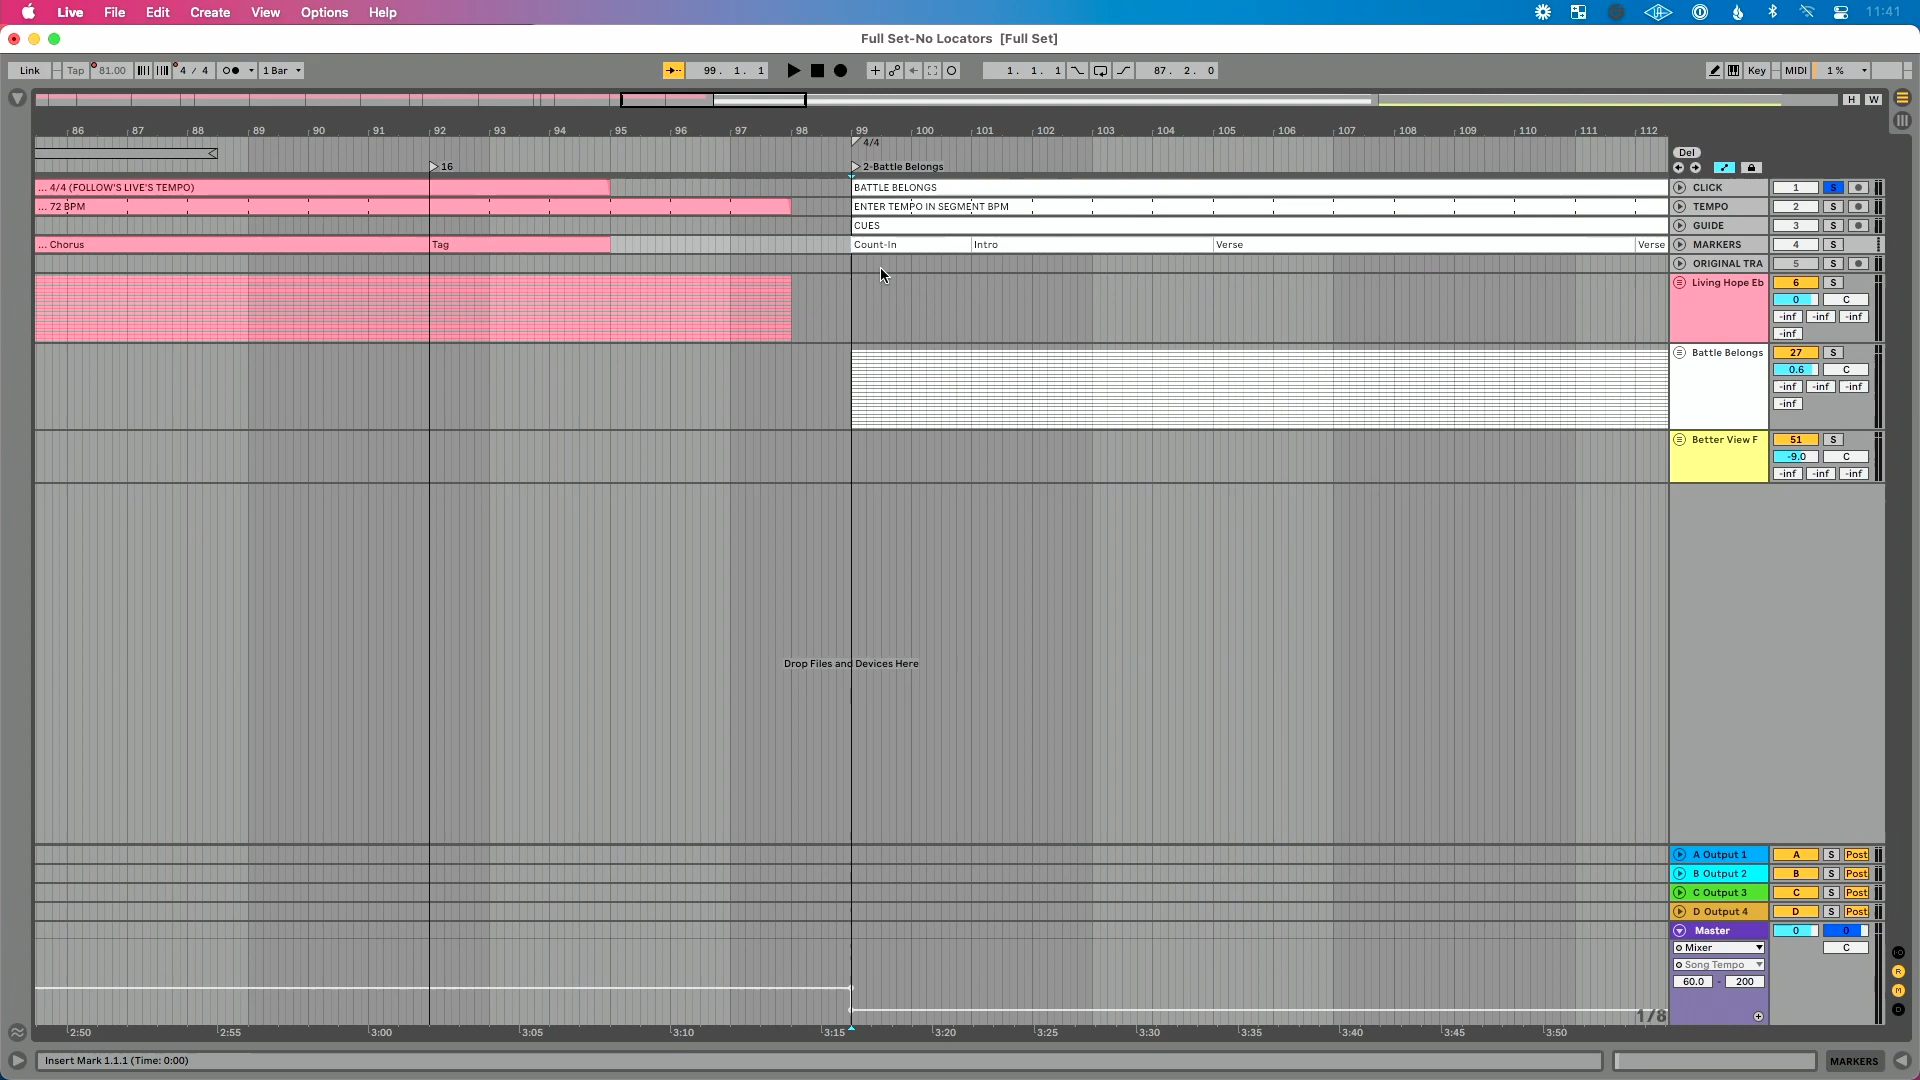 Live File Edit Create View Options Help 11:41
Full Set-No Locators [Full Set]
Link Tap 81.00 4 / 4 1 Bar 99. 1. 1 1. 1. 1 87. 2. 0 Key MIDI 1 %
H W
86 87 88 89 90 91 92 93 94 95 96 97 98 99 100 101 102 103 104 105 106 107 108 109 110 111 112
4/4
Del
16 2-Battle Belongs
... 4/4 (FOLLOW'S LIVE'S TEMPO) BATTLE BELONGS CLICK 1 S
... 72 BPM ENTER TEMPO IN SEGMENT BPM TEMPO 2 S
CUES GUIDE 3 S
... Chorus Tag Count-In Intro Verse Verse MARKERS 4 S
ORIGINAL TRA 5 S
Living Hope Eb 6 S
0 C
-inf -inf -inf
-inf
Battle Belongs 27 S
0.6 C
-inf -inf -inf
-inf
Better View F 51 S
-9.0 C
-inf -inf -inf
Drop Files and Devices Here
A Output 1 A S Post
B Output 2 B S Post
C Output 3 C S Post
D Output 4 D S Post
Master 0 0
Mixer C
Song Tempo
60.0 - 200
1/8
2:50 2:55 3:00 3:05 3:10 3:15 3:20 3:25 3:30 3:35 3:40 3:45 3:50
Insert Mark 1.1.1 (Time: 0:00) MARKERS